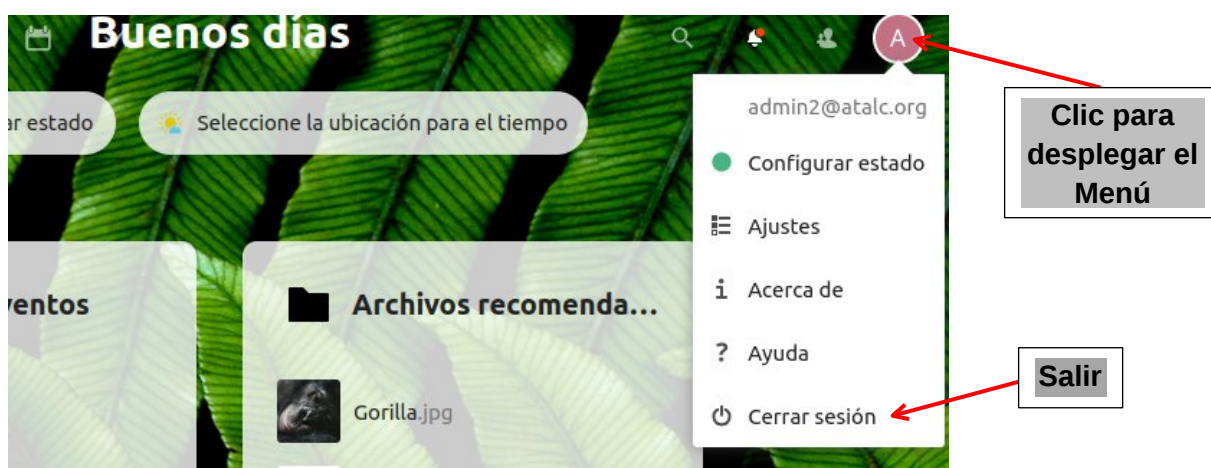 Buenos días
A
ar estado
Seleccione la ubicación para el tiempo
admin2@atalc.org
Configurar estado
Ajustes
Acerca de
Ayuda
Cerrar sesión
ventos
Archivos recomenda...
Gorilla.jpg
Clic para
desplegar el
Menú
Salir